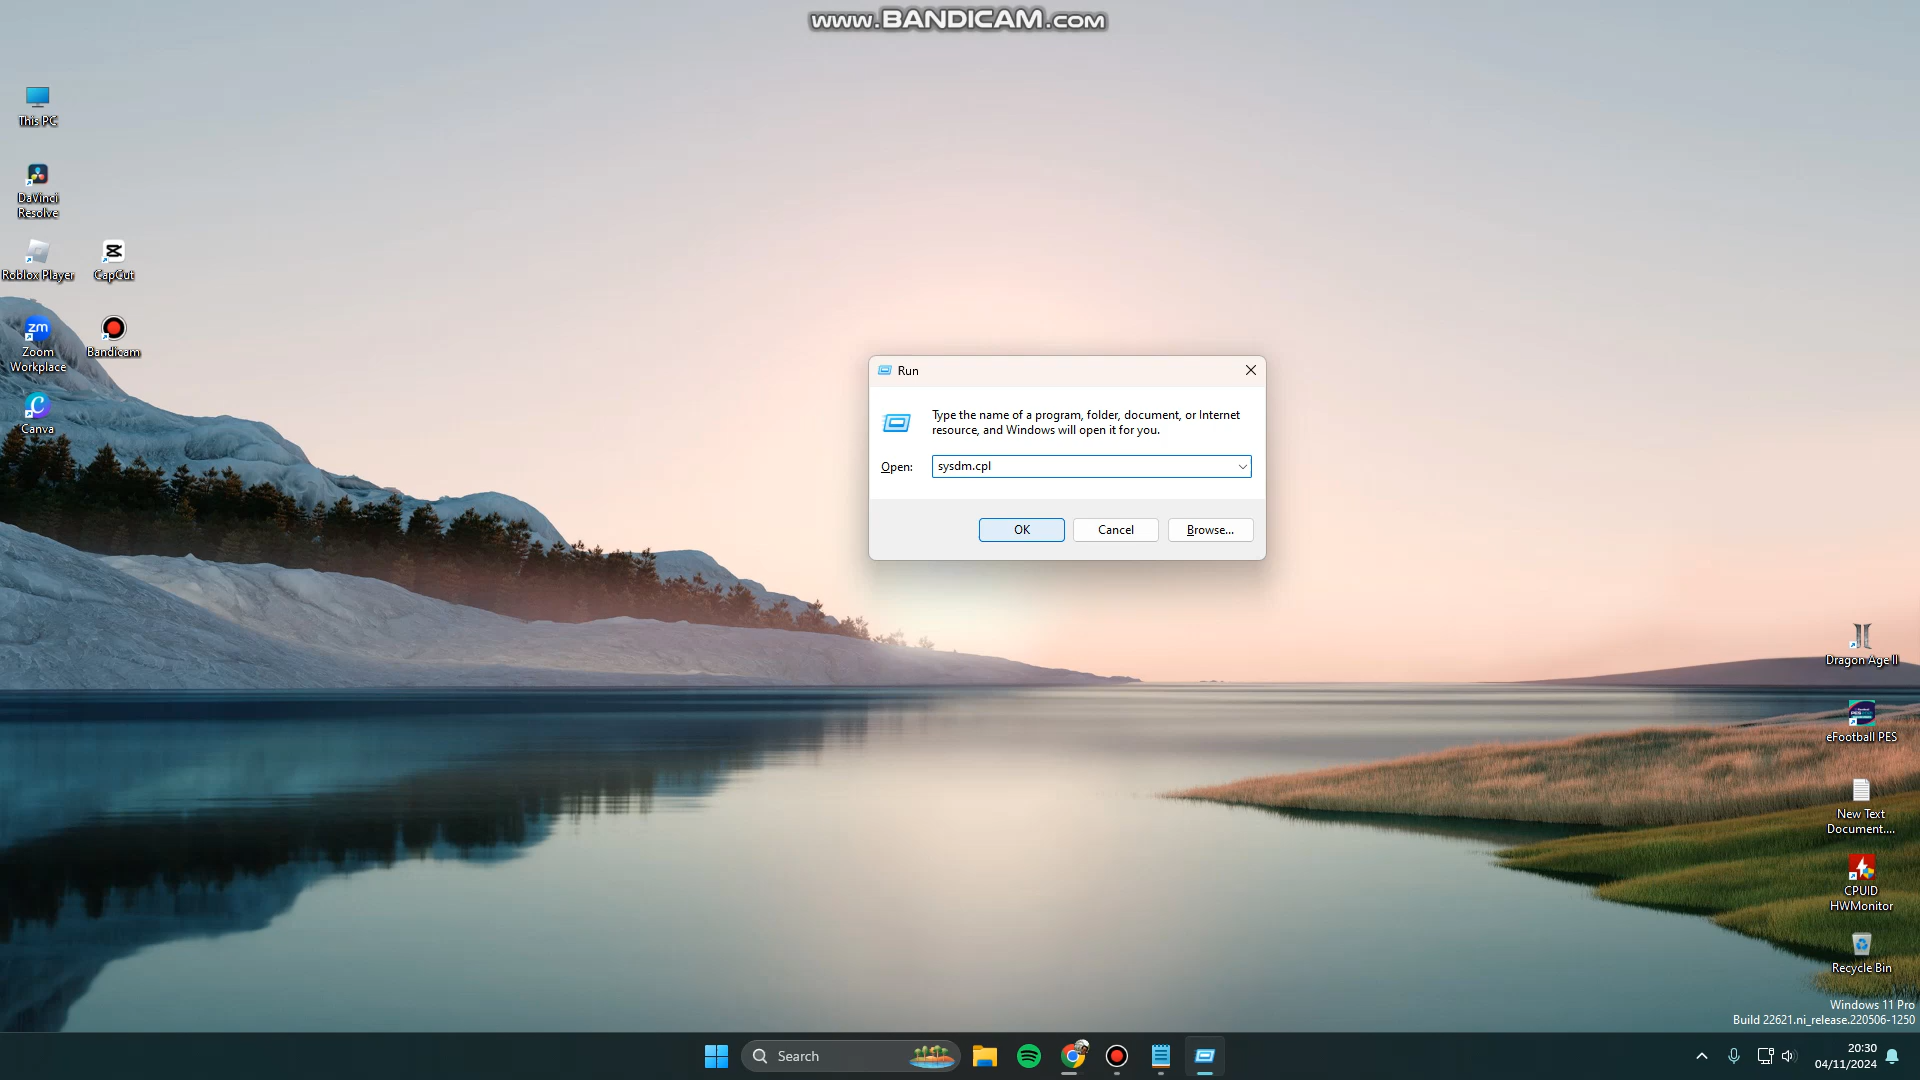 www.BANDICAM.com
This PC
DaVinci
Resolve
Roblox Player
CapCut
zm
Zoom
Workplace
Bandicam
C
Canva
Run
Type the name of a program, folder, document, or Internet
resource, and Windows will open it for you.
Open:
sysdm.cpl
OK
Cancel
Browse...
II
Dragon Age II
PES
eFootball PES
New Text
Document....
CPUID
HWMonitor
Recycle Bin
Windows 11 Pro
Build 22621.ni_release.220506-1250
Search
20:30
04/11/2024